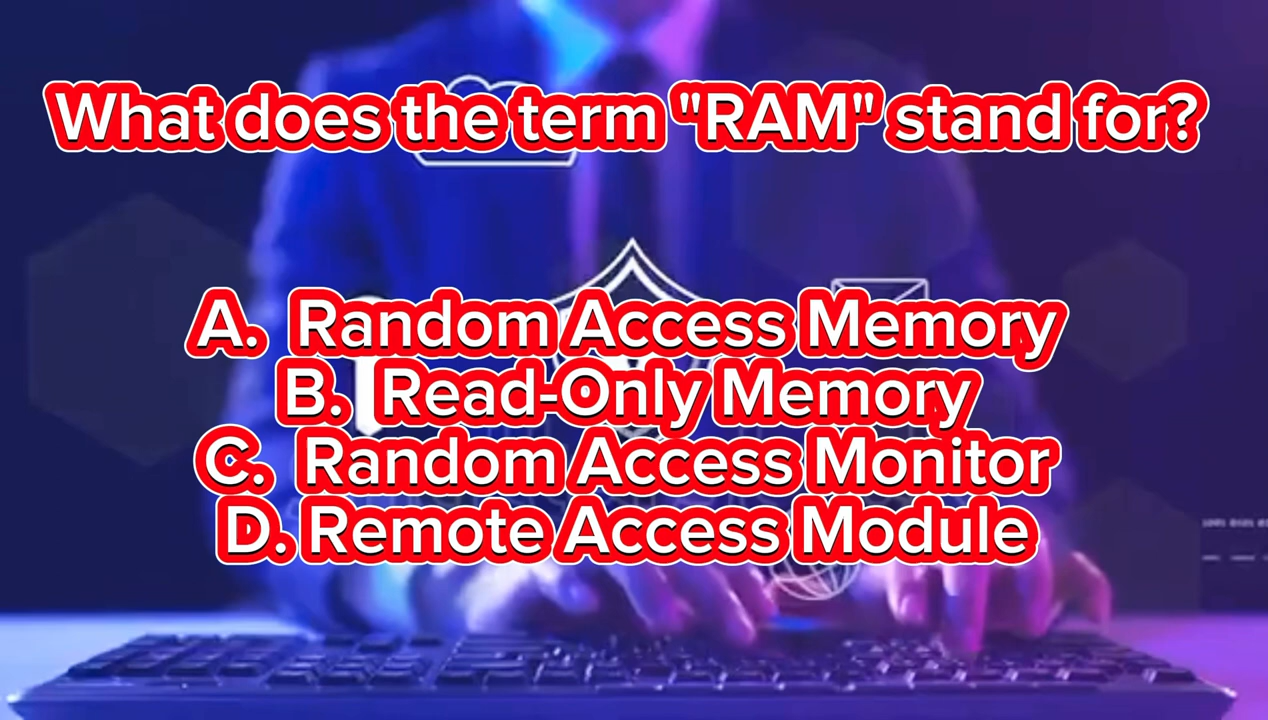 What does the term "RAM" stand for?
A. Random Access Memory
B. Read-Only Memory
C. Random Access Monitor
D. Remote Access Module